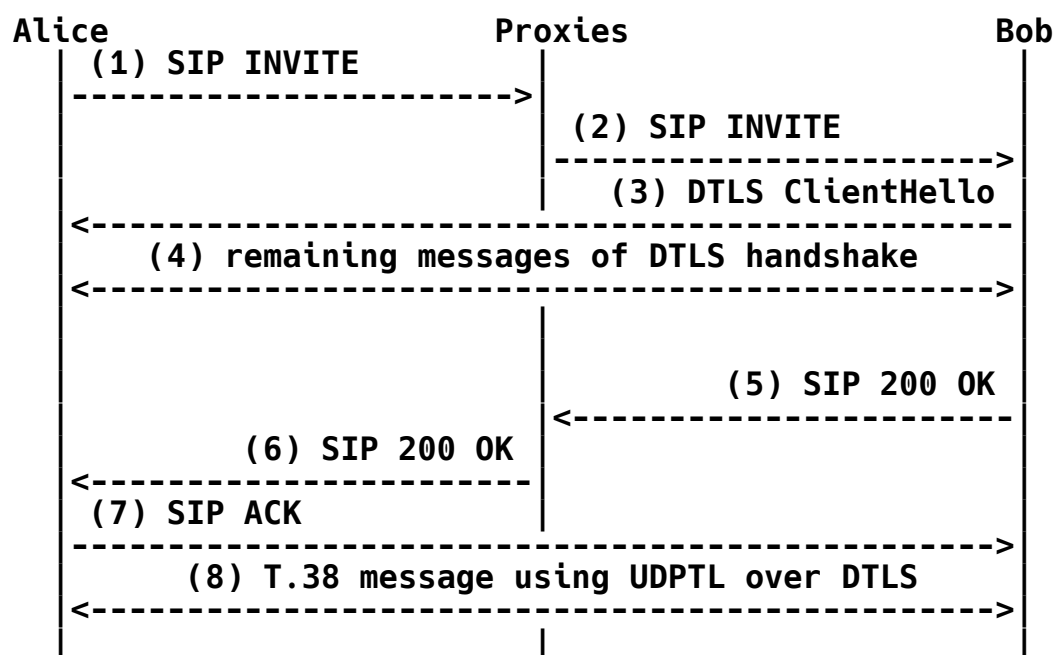 Alice Proxies Bob
(1) SIP INVITE
(2) SIP INVITE
(3) DTLS ClientHello
(4) remaining messages of DTLS handshake
(5) SIP 200 OK
(6) SIP 200 OK
(7) SIP ACK
(8) T.38 message using UDPTL over DTLS